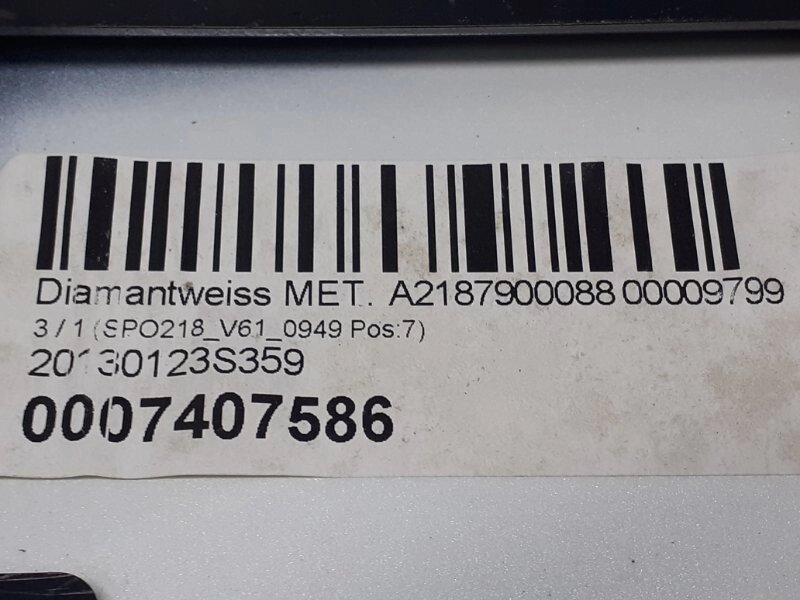 Diamantweiss MET. A2187900088 00009799
3 / 1 (SPO218_V61_0949 Pos:7)
20130123S359
0007407586